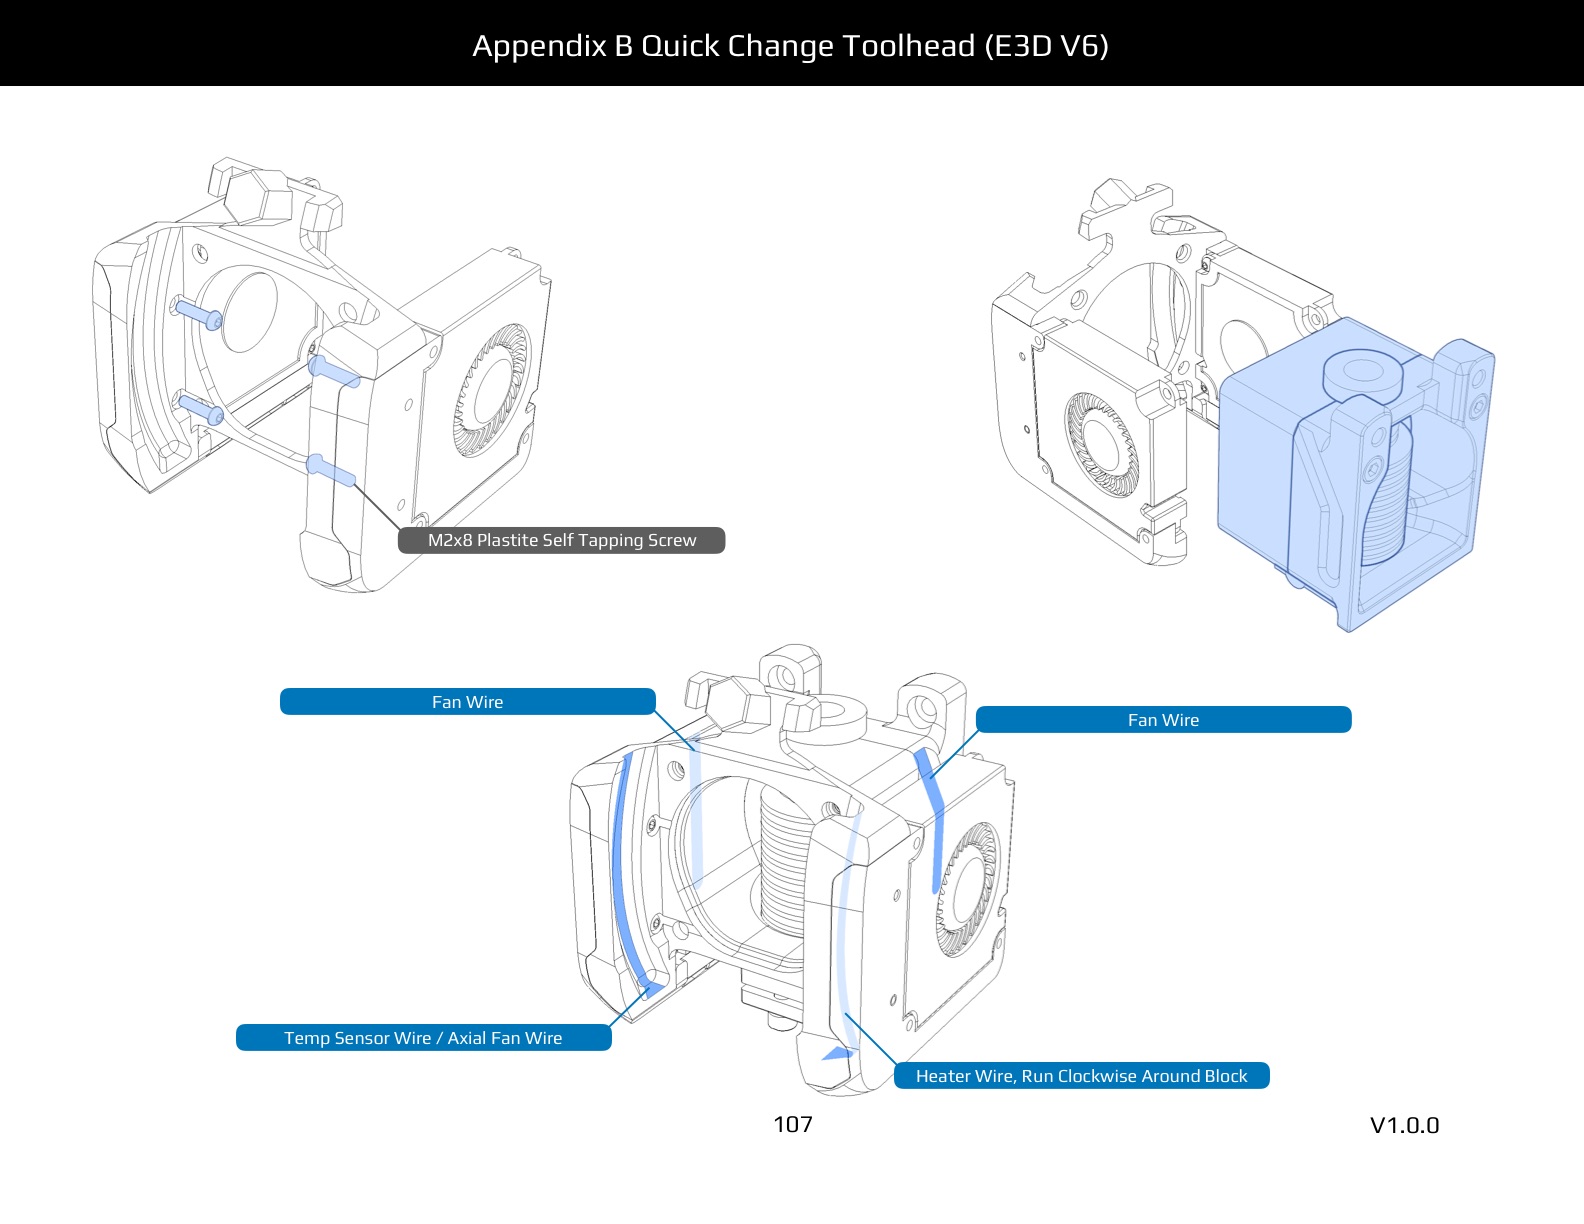 Appendix B Quick Change Toolhead (E3D V6)
M2x8 Plastite Self Tapping Screw
Fan Wire
Fan Wire
Temp Sensor Wire / Axial Fan Wire
Heater Wire, Run Clockwise Around Block
107
V1.0.0